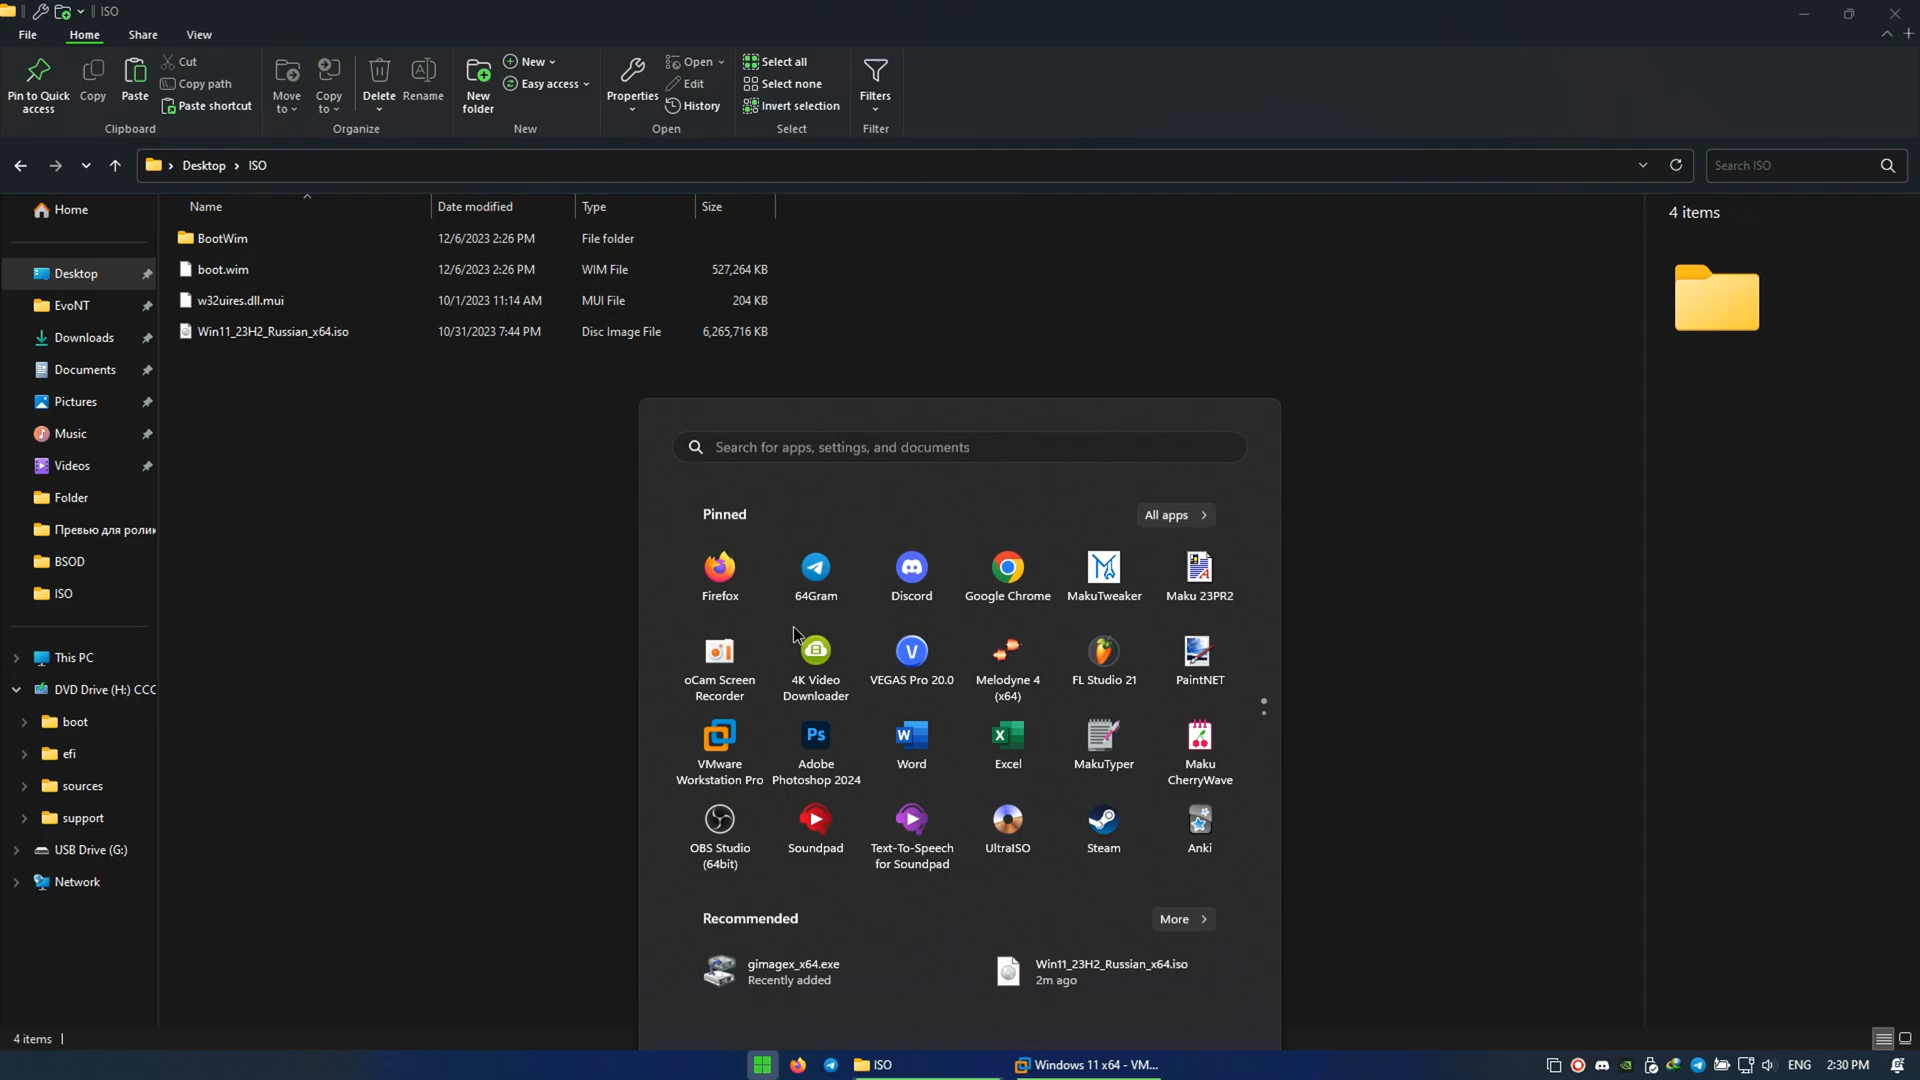 ISO
File Home Share View
Pin to Quick access
Copy
Paste
Cut
Copy path
Paste shortcut
Clipboard
Move to
Copy to
Delete
Rename
Organize
New folder
New
Easy access
New
Properties
Open
Edit
History
Open
Select all
Select none
Invert selection
Select
Filters
Filter
Desktop › ISO
Search ISO
Home
Desktop
EvoNT
Downloads
Documents
Pictures
Music
Videos
Folder
Превью для ролик
BSOD
ISO
This PC
DVD Drive (H:) CCC
boot
efi
sources
support
USB Drive (G:)
Network
Name Date modified Type Size
BootWim 12/6/2023 2:26 PM File folder
boot.wim 12/6/2023 2:26 PM WIM File 527,264 KB
w32uires.dll.mui 10/1/2023 11:14 AM MUI File 204 KB
Win11_23H2_Russian_x64.iso 10/31/2023 7:44 PM Disc Image File 6,265,716 KB
4 items
Search for apps, settings, and documents
Pinned
All apps
Firefox
64Gram
Discord
Google Chrome
MakuTweaker
Maku 23PR2
oCam Screen Recorder
4K Video Downloader
VEGAS Pro 20.0
Melodyne 4 (x64)
FL Studio 21
PaintNET
VMware Workstation Pro
Adobe Photoshop 2024
Word
Excel
MakuTyper
Maku CherryWave
OBS Studio (64bit)
Soundpad
Text-To-Speech for Soundpad
UltraISO
Steam
Anki
Recommended
More
gimagex_x64.exe
Recently added
Win11_23H2_Russian_x64.iso
2m ago
4 items
ISO
Windows 11 x64 - VM...
ENG
2:30 PM